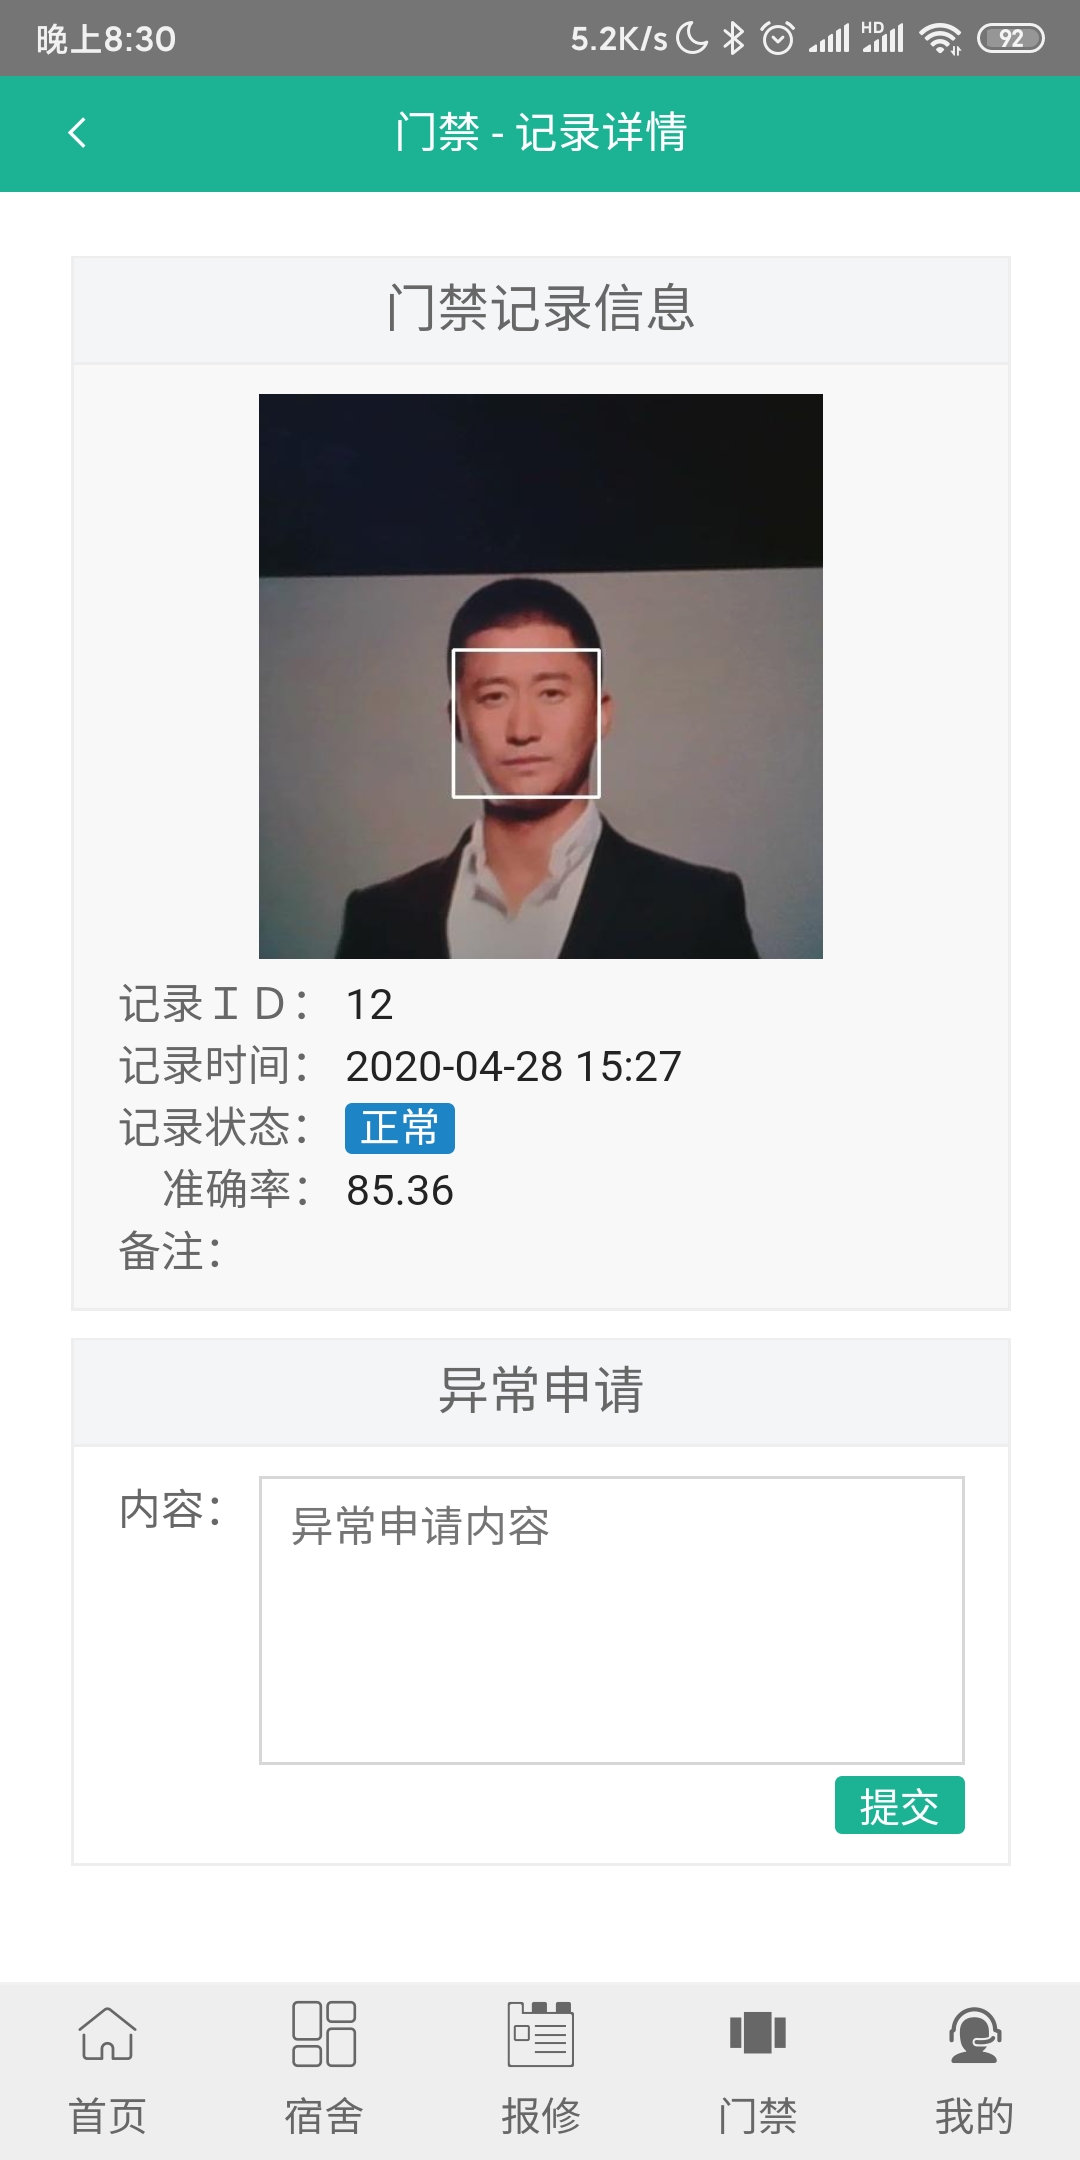 晚上8:30 5.2K/s HD 92
门禁 - 记录详情
门禁记录信息
记录ＩＤ： 12
记录时间： 2020-04-28 15:27
记录状态： 正常
准确率： 85.36
备注：
异常申请
内容： 异常申请内容
提交
首页 宿舍 报修 门禁 我的